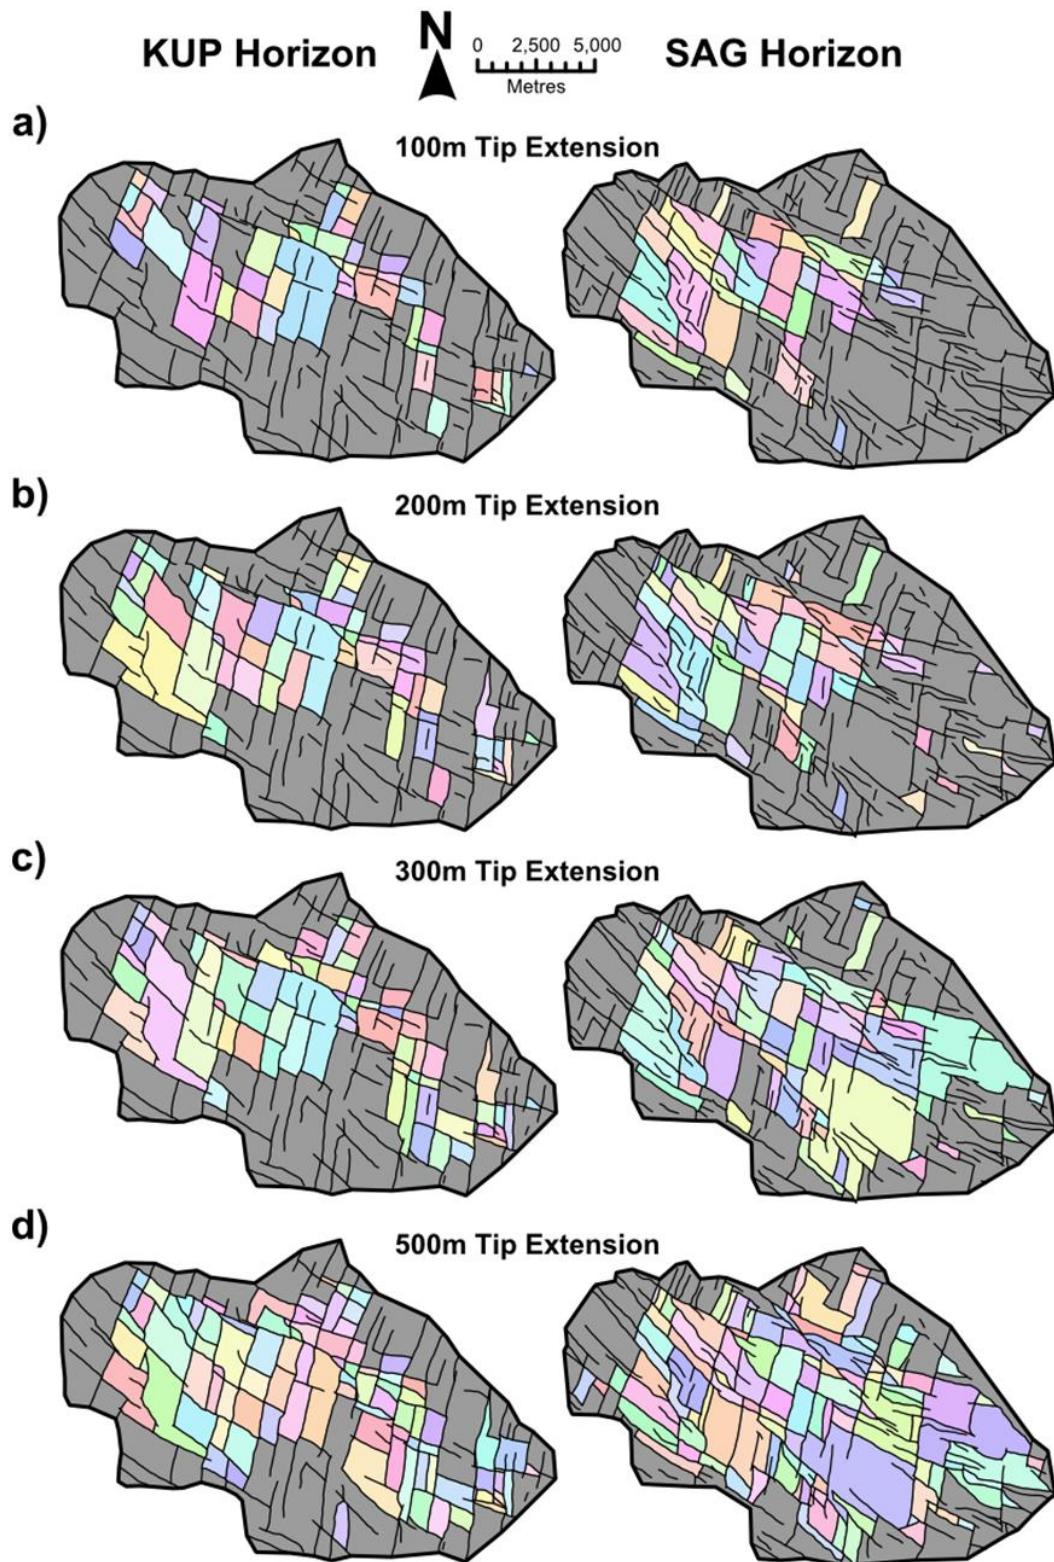 KUP Horizon
N
0 2,500 5,000
Metres
SAG Horizon
a)
100m Tip Extension
b)
200m Tip Extension
c)
300m Tip Extension
d)
500m Tip Extension